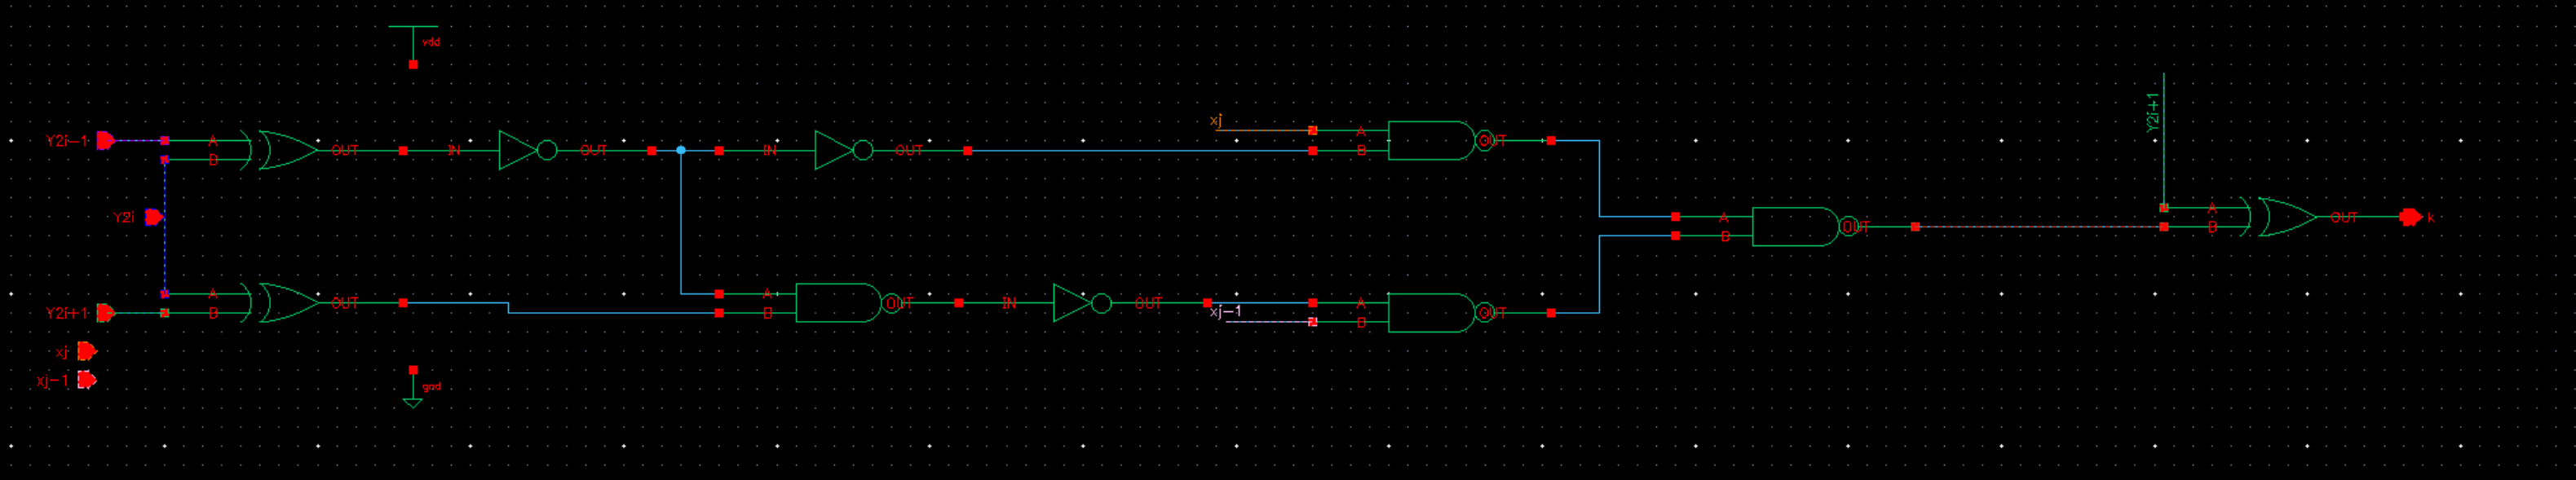 vdd
Y2i-1 A OUT IN OUT IN OUT xj A OUT
B B
Y2i+1
Y2i A OUT A OUT k
B B
A OUT A OUT IN OUT A OUT
Y2i+1 B B xj-1 B
xj
xj-1 gnd